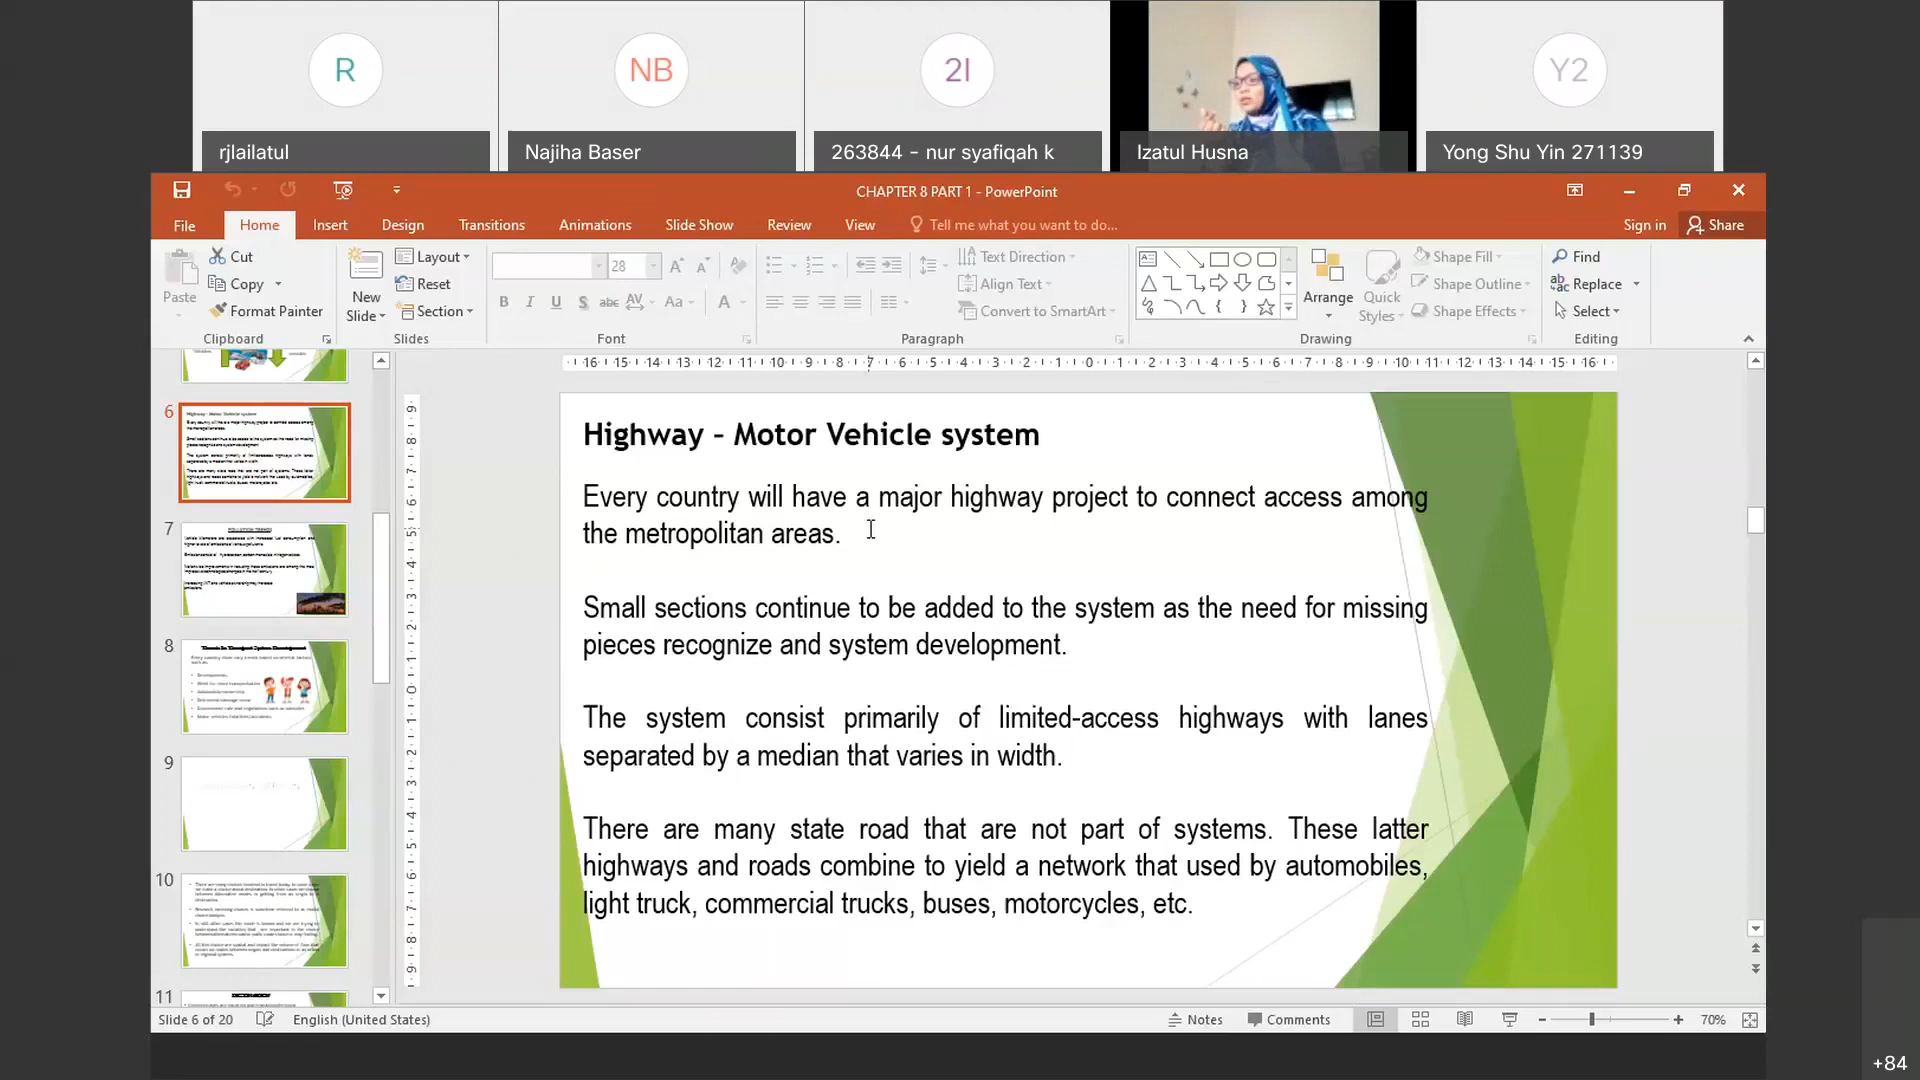 R
NB
2I
Y2
rjlailatul
Najiha Baser
263844 - nur syafiqah k
Izatul Husna
Yong Shu Yin 271139
CHAPTER 8 PART 1 - PowerPoint
File
Home
Insert
Design
Transitions
Animations
Slide Show
Review
View
Tell me what you want to do...
Sign in
Share
Paste
Cut
Copy
Format Painter
Clipboard
New
Slide
Layout
Reset
Section
Slides
28
Font
Text Direction
Align Text
Convert to SmartArt
Paragraph
Arrange
Quick
Styles
Shape Fill
Shape Outline
Shape Effects
Drawing
Find
Replace
Select
Editing
6
7
8
9
10
11
Highway – Motor Vehicle system
Every country will have a major highway project to connect access among
the metropolitan areas.
Small sections continue to be added to the system as the need for missing
pieces recognize and system development.
The system consist primarily of limited-access highways with lanes
separated by a median that varies in width.
There are many state road that are not part of systems. These latter
highways and roads combine to yield a network that used by automobiles,
light truck, commercial trucks, buses, motorcycles, etc.
Slide 6 of 20
English (United States)
Notes
Comments
70%
+84